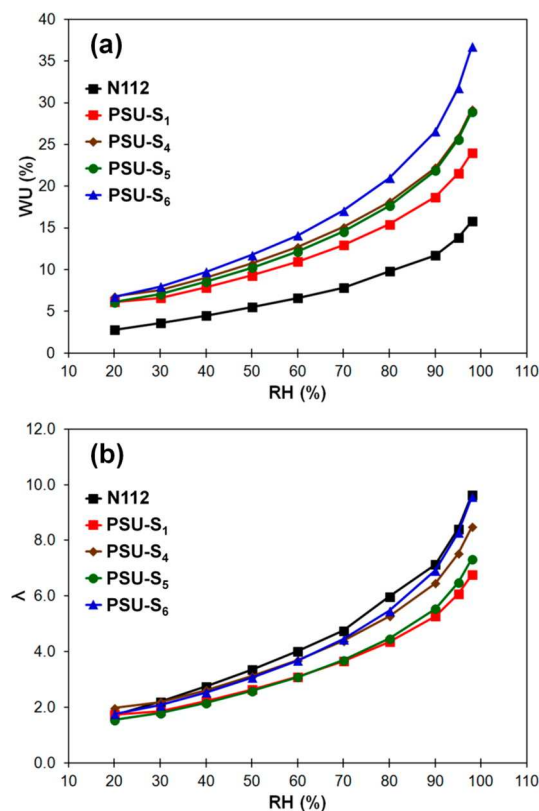 (a)
40
35
30
25
20
15
10
5
0
WU (%)
N112
PSU-S₁
PSU-S₄
PSU-S₅
PSU-S₆
10 20 30 40 50 60 70 80 90 100 110
RH (%)
(b)
12.0
10.0
8.0
6.0
4.0
2.0
0.0
λ
N112
PSU-S₁
PSU-S₄
PSU-S₅
PSU-S₆
10 20 30 40 50 60 70 80 90 100 110
RH (%)